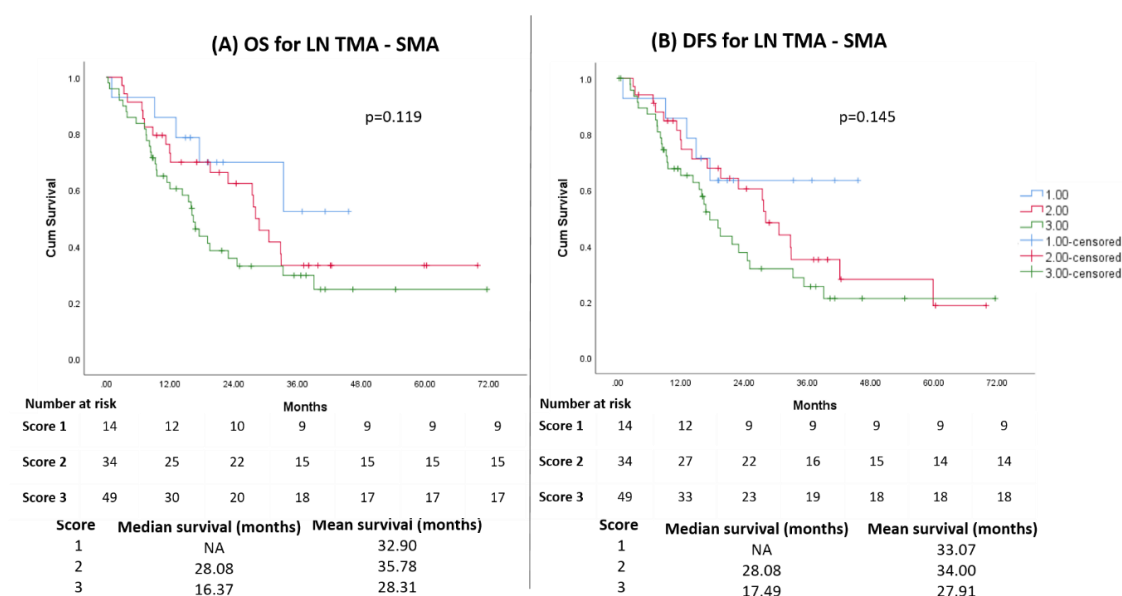 (A) OS for LN TMA - SMA
p=0.119
Cum Survival
1.0
0.8
0.6
0.4
0.2
0.0
.00 12.00 24.00 36.00 48.00 60.00 72.00
Months
Number at risk
Score 1 14 12 10 9 9 9 9
Score 2 34 25 22 15 15 15 15
Score 3 49 30 20 18 17 17 17
Score Median survival (months) Mean survival (months)
1 NA 32.90
2 28.08 35.78
3 16.37 28.31
(B) DFS for LN TMA - SMA
p=0.145
Cum Survival
1.0
0.8
0.6
0.4
0.2
0.0
.00 12.00 24.00 36.00 48.00 60.00 72.00
Months
1.00
2.00
3.00
1.00-censored
2.00-censored
3.00-censored
Number at risk
Score 1 14 12 9 9 9 9 9
Score 2 34 27 22 16 15 14 14
Score 3 49 33 23 19 18 18 18
Score Median survival (months) Mean survival (months)
1 NA 33.07
2 28.08 34.00
3 17.49 27.91